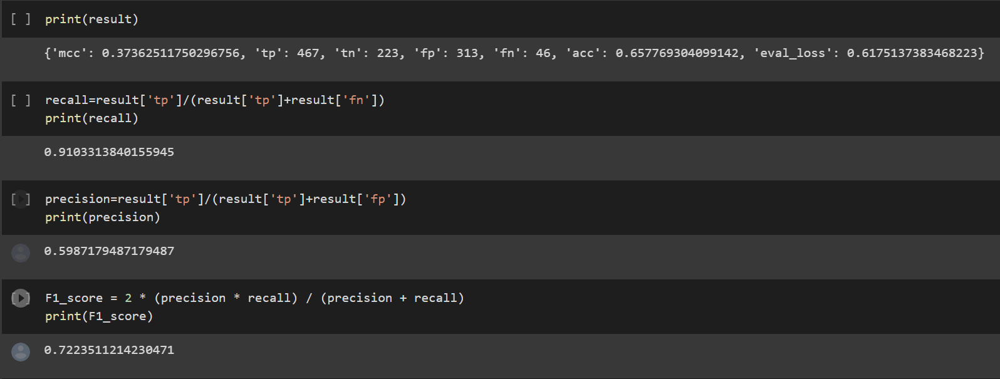 [ ] print(result)
{'mcc': 0.37362511750296756, 'tp': 467, 'tn': 223, 'fp': 313, 'fn': 46, 'acc': 0.657769304099142, 'eval_loss': 0.6175137383468223}
[ ] recall=result['tp']/(result['tp']+result['fn'])
print(recall)
0.9103313840155945
[ ] precision=result['tp']/(result['tp']+result['fp'])
print(precision)
0.5987179487179487
[ ] F1_score = 2 * (precision * recall) / (precision + recall)
print(F1_score)
0.7223511214230471